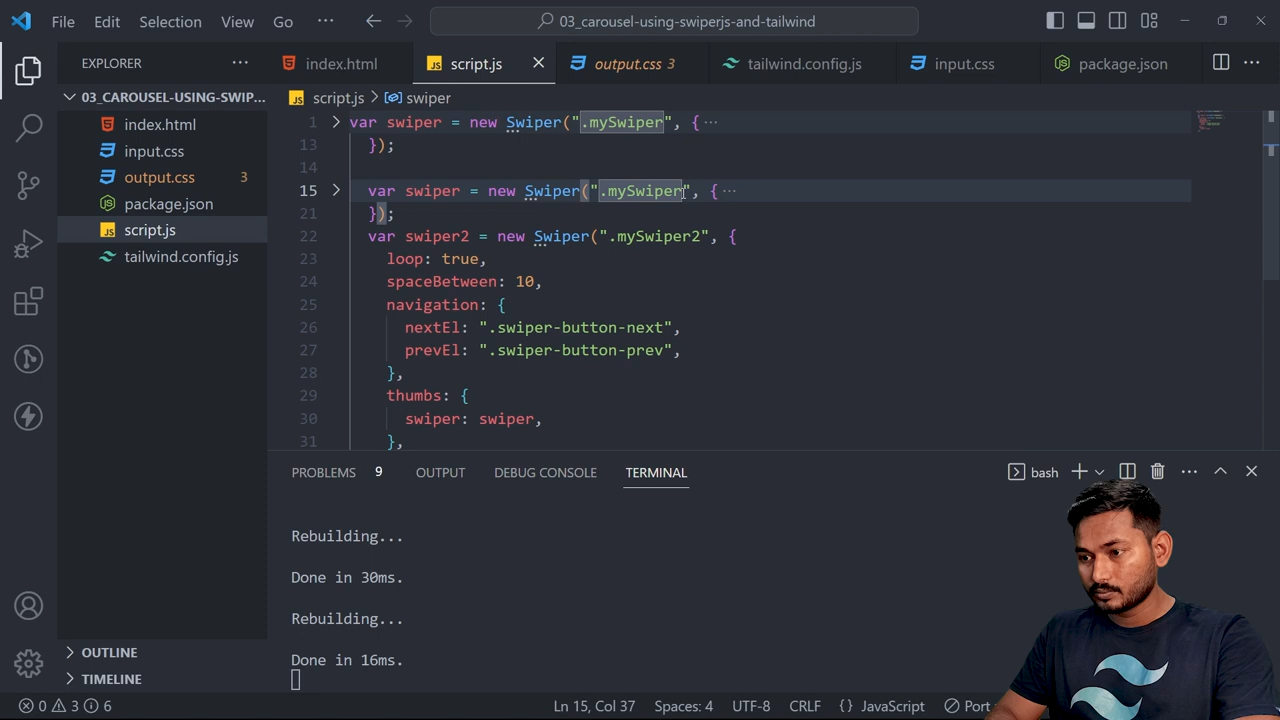 File Edit Selection View Go ··· 03_carousel-using-swiperjs-and-tailwind
EXPLORER ···
index.html script.js output.css 3 tailwind.config.js input.css package.json ···
03_CAROUSEL-USING-SWIP...
index.html
input.css
output.css 3
package.json
script.js
tailwind.config.js
OUTLINE
TIMELINE
script.js > swiper
1 var swiper = new Swiper(".mySwiper", { ···
13 });
14
15 var swiper = new Swiper(".mySwiper", { ···
21 });
22 var swiper2 = new Swiper(".mySwiper2", {
23 loop: true,
24 spaceBetween: 10,
25 navigation: {
26 nextEl: ".swiper-button-next",
27 prevEl: ".swiper-button-prev",
28 },
29 thumbs: {
30 swiper: swiper,
31 },
PROBLEMS 9 OUTPUT DEBUG CONSOLE TERMINAL bash ···
Rebuilding...
Done in 30ms.
Rebuilding...
Done in 16ms.
0 3 6 Ln 15, Col 37 Spaces: 4 UTF-8 CRLF {} JavaScript Port